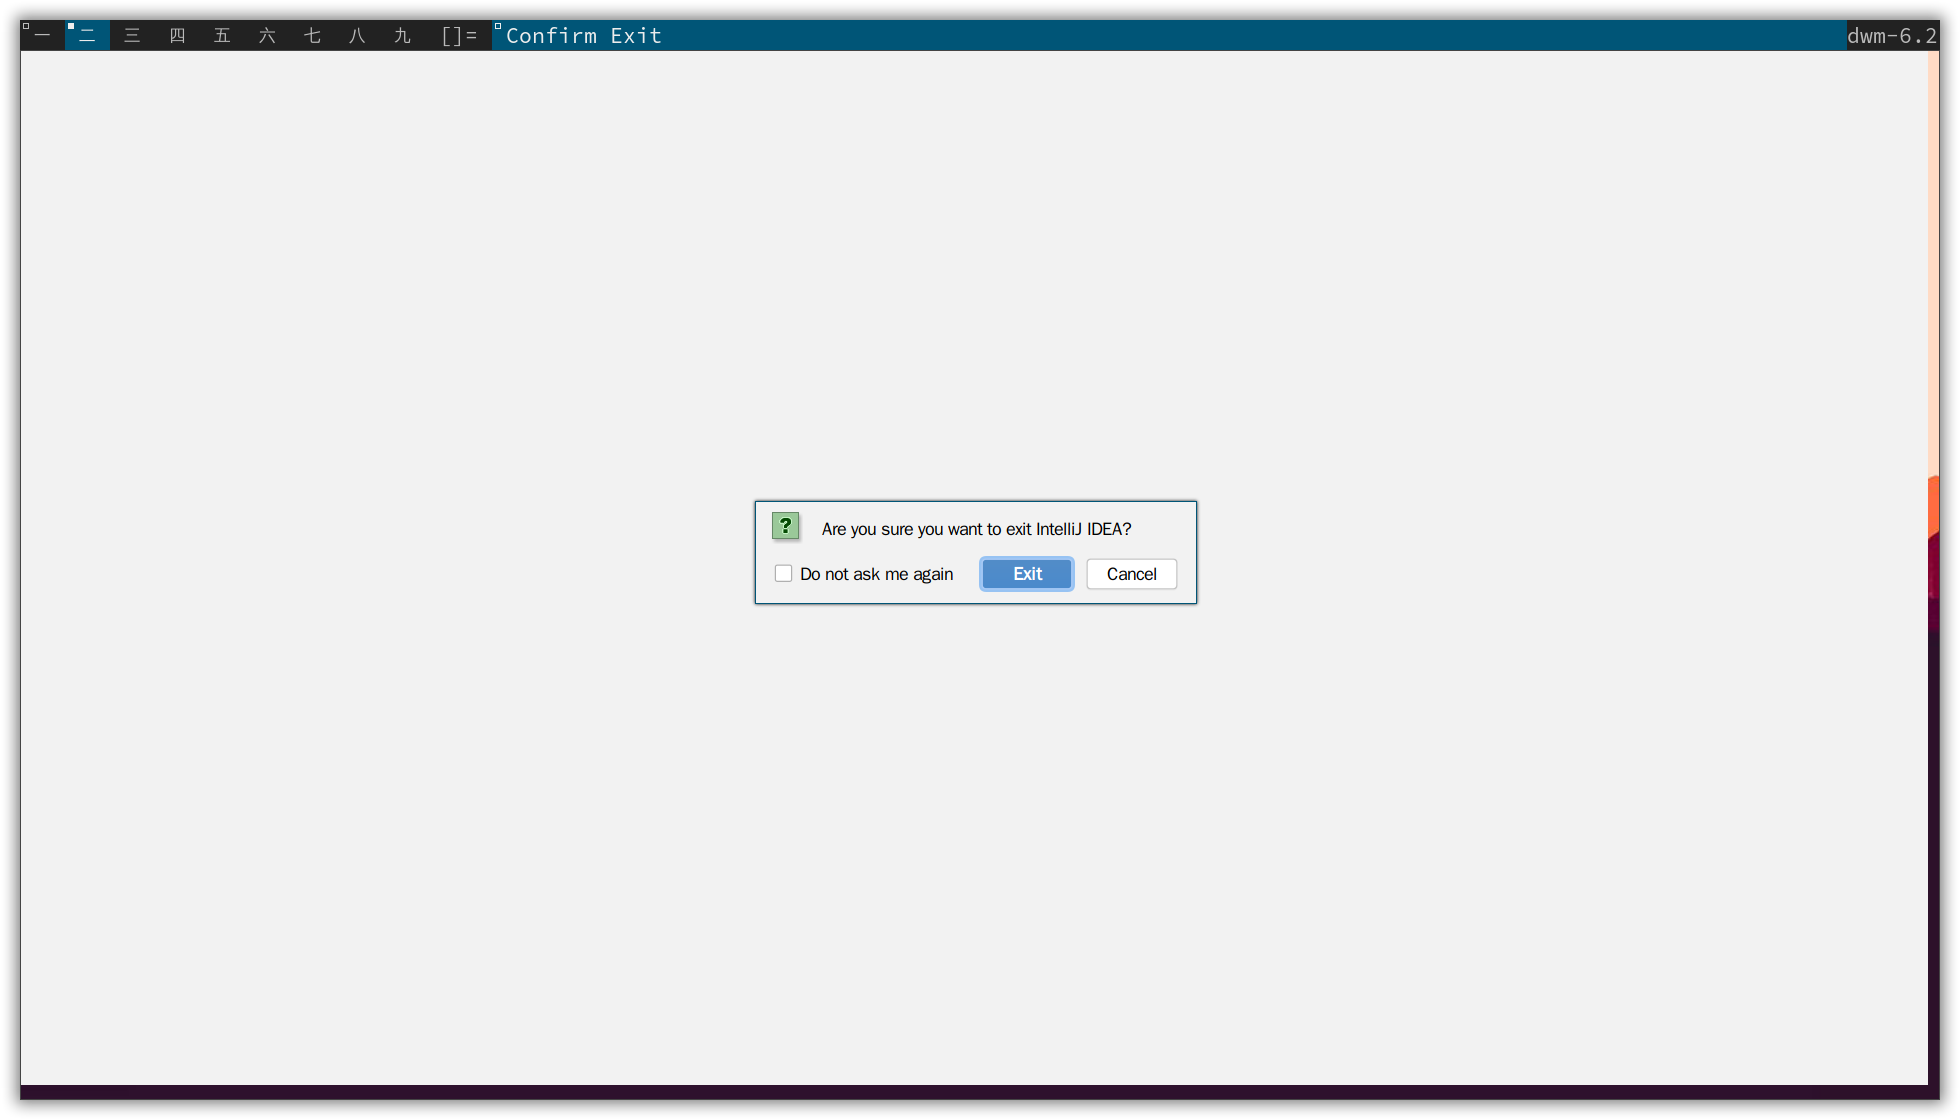 一 二 三 四 五 六 七 八 九 []= Confirm Exit dwm-6.2
? Are you sure you want to exit IntelliJ IDEA?
Do not ask me again Exit Cancel